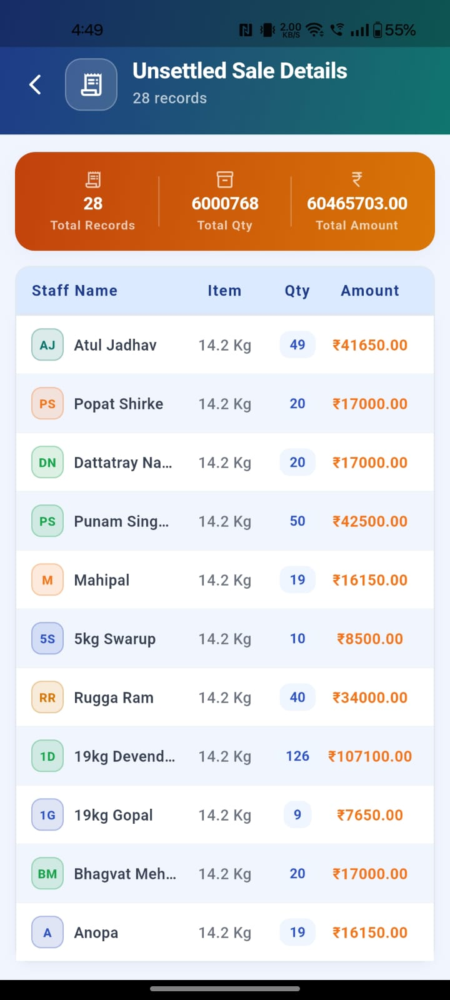 4:49 2.00 KB/S 55%
Unsettled Sale Details
28 records
28 6000768 60465703.00
Total Records Total Qty Total Amount
Staff Name Item Qty Amount
AJ Atul Jadhav 14.2 Kg 49 ₹41650.00
PS Popat Shirke 14.2 Kg 20 ₹17000.00
DN Dattatray Na... 14.2 Kg 20 ₹17000.00
PS Punam Sing... 14.2 Kg 50 ₹42500.00
M Mahipal 14.2 Kg 19 ₹16150.00
5S 5kg Swarup 14.2 Kg 10 ₹8500.00
RR Rugga Ram 14.2 Kg 40 ₹34000.00
1D 19kg Devend... 14.2 Kg 126 ₹107100.00
1G 19kg Gopal 14.2 Kg 9 ₹7650.00
BM Bhagvat Meh... 14.2 Kg 20 ₹17000.00
A Anopa 14.2 Kg 19 ₹16150.00